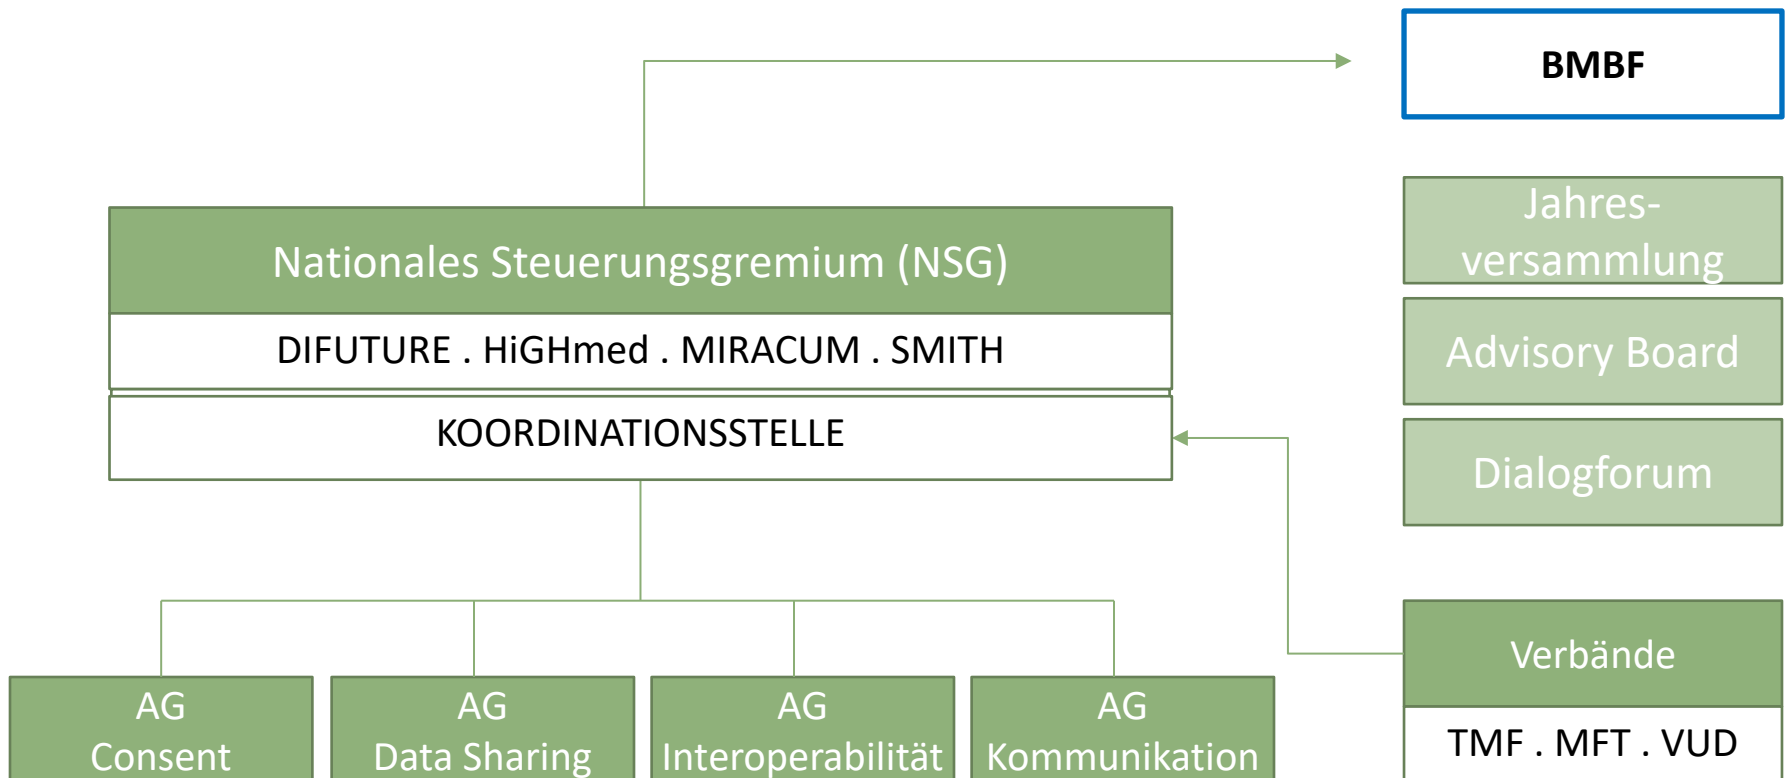 BMBF
Jahres-
versammlung
Nationales Steuerungsgremium (NSG)
DIFUTURE . HiGHmed . MIRACUM . SMITH
Advisory Board
KOORDINATIONSSTELLE
Dialogforum
Verbände
TMF . MFT . VUD
AG
Consent
AG
Data Sharing
AG
Interoperabilität
AG
Kommunikation